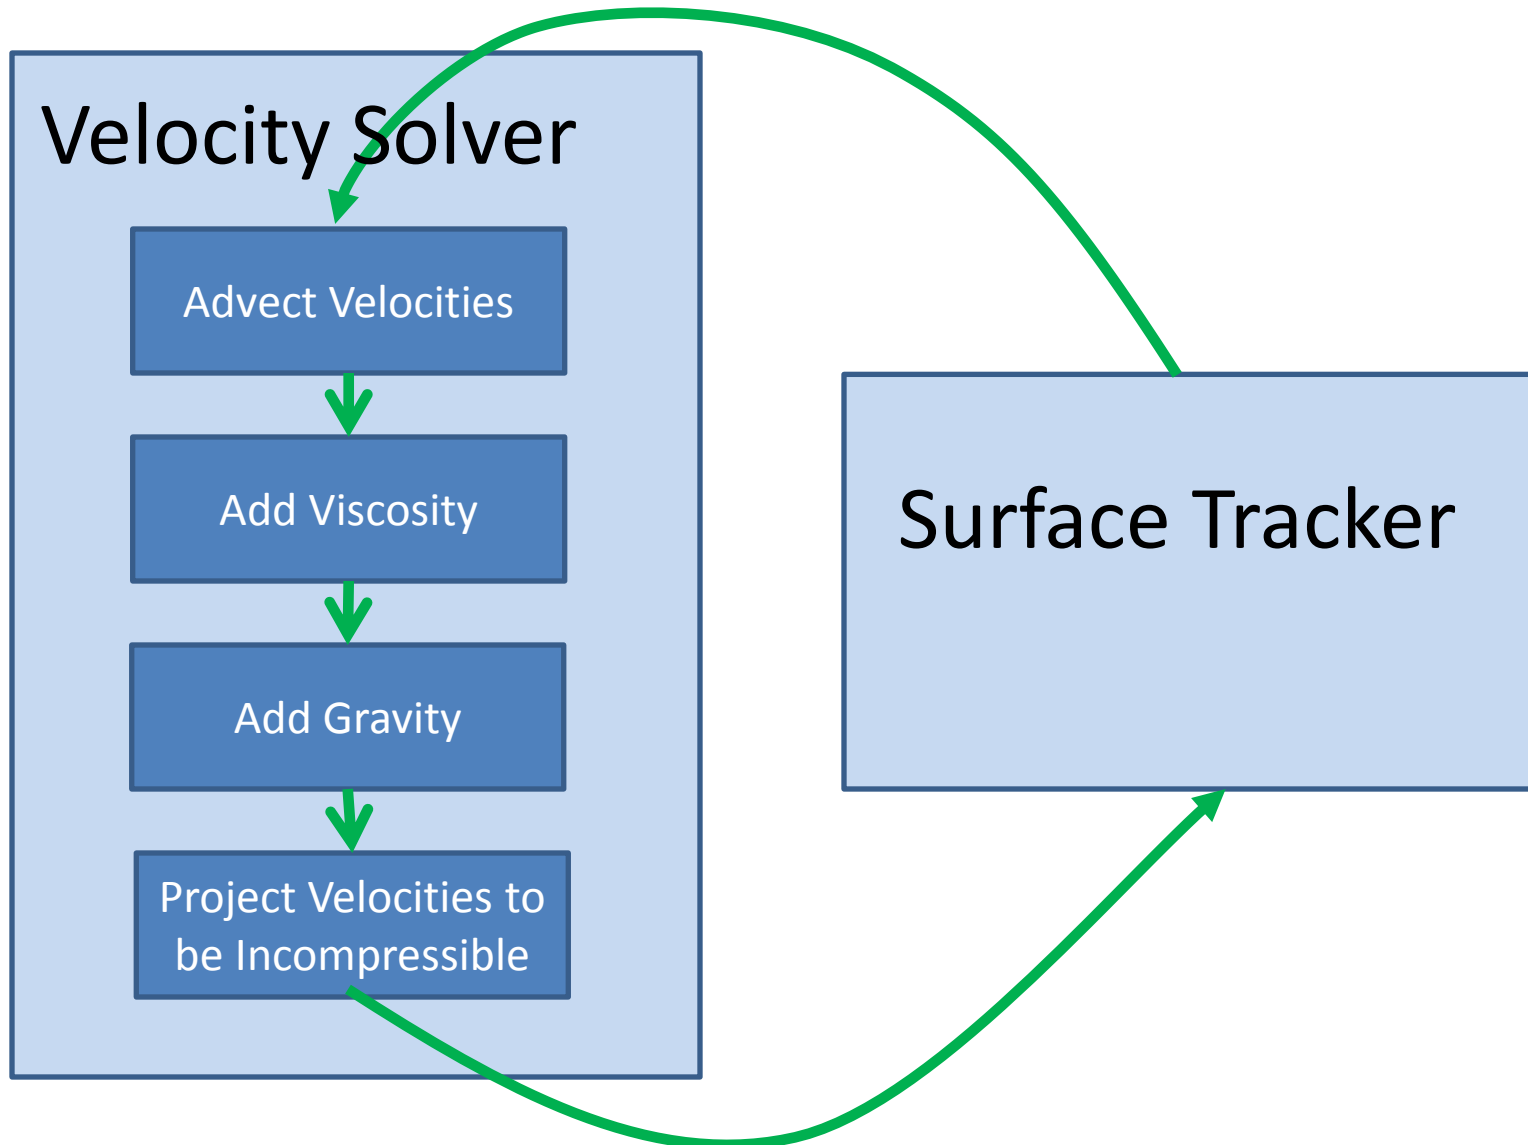 Velocity Solver
Advect Velocities
Add Viscosity
Add Gravity
Project Velocities to
be Incompressible
Surface Tracker